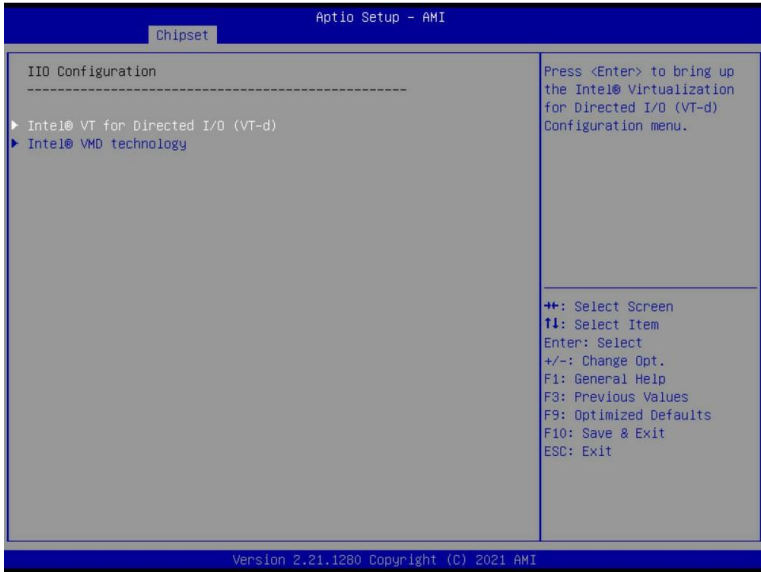 Aptio Setup - AMI
Chipset
IIO Configuration
------------------------------------------------
Intel® VT for Directed I/O (VT-d)
Intel® VMD technology
Press <Enter> to bring up
the Intel® Virtualization
for Directed I/O (VT-d)
Configuration menu.
→←: Select Screen
↑↓: Select Item
Enter: Select
+/-: Change Opt.
F1: General Help
F3: Previous Values
F9: Optimized Defaults
F10: Save & Exit
ESC: Exit
Version 2.21.1280 Copyright (C) 2021 AMI